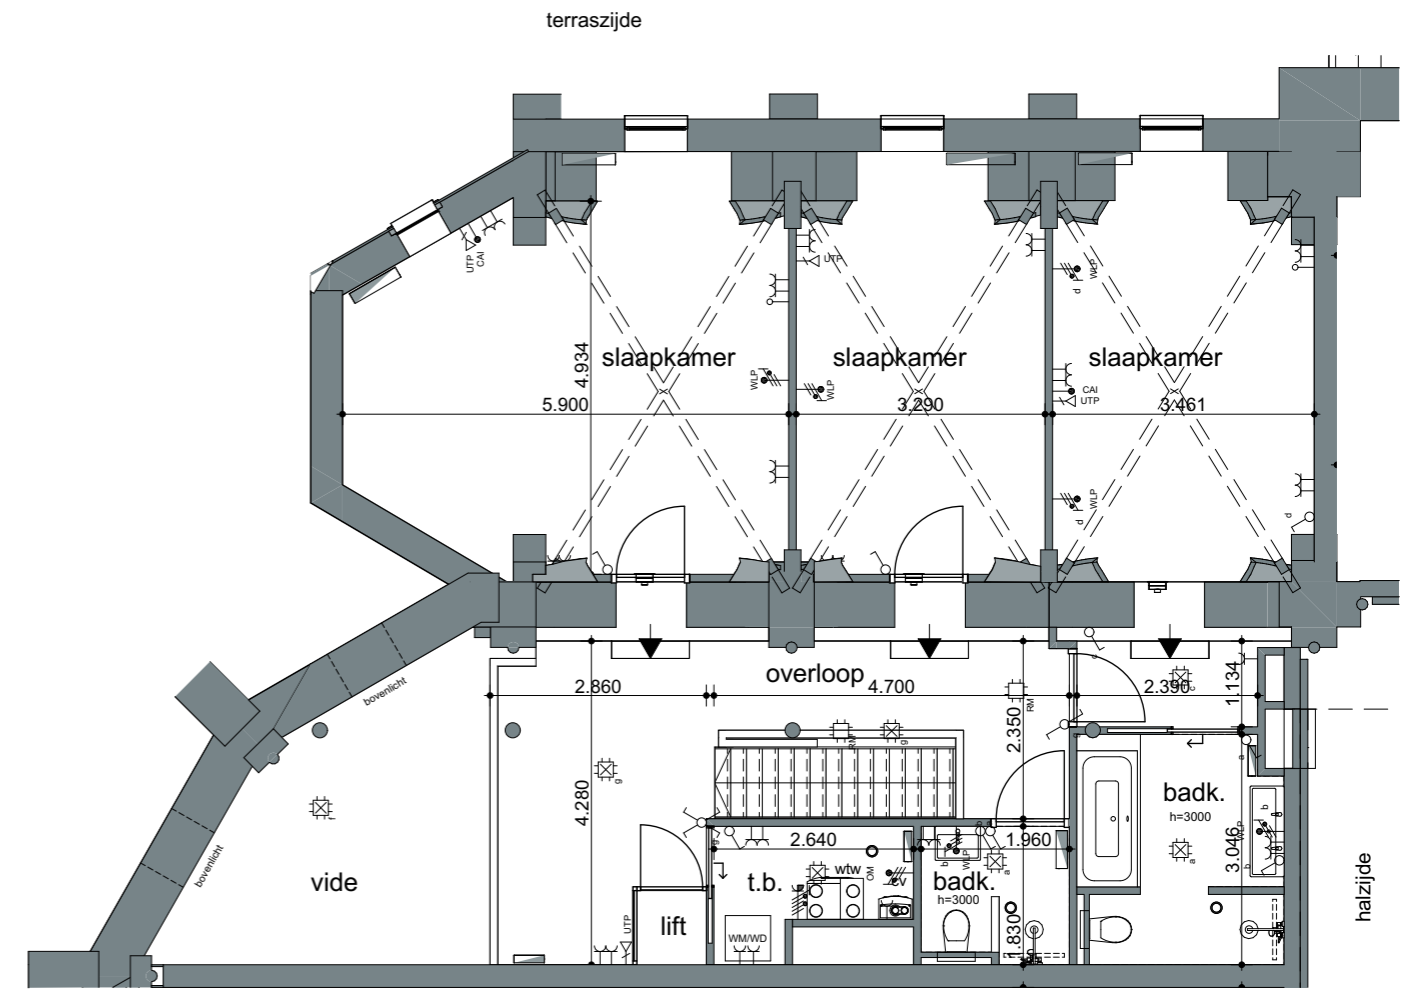 terraszijde
UTP
CAI
UTP
WLP
d
slaapkamer
slaapkamer
slaapkamer
4.934
WLP
WLP
CAI
UTP
5.900
3.290
3.461
WLP
d
d
bovenlicht
overloop
2.860
4.700
2.390
1.134
c
RM
2.350
RM
g
g
a
badk.
h=3000
b
WLP
3.046
b
a
4.280
bovenlicht
g
2.640
1.960
b
WLP
a
vide
t.b.
wtw
OM
cv
badk.
h=3000
lift
UTP
WM/WD
1.830
halzijde